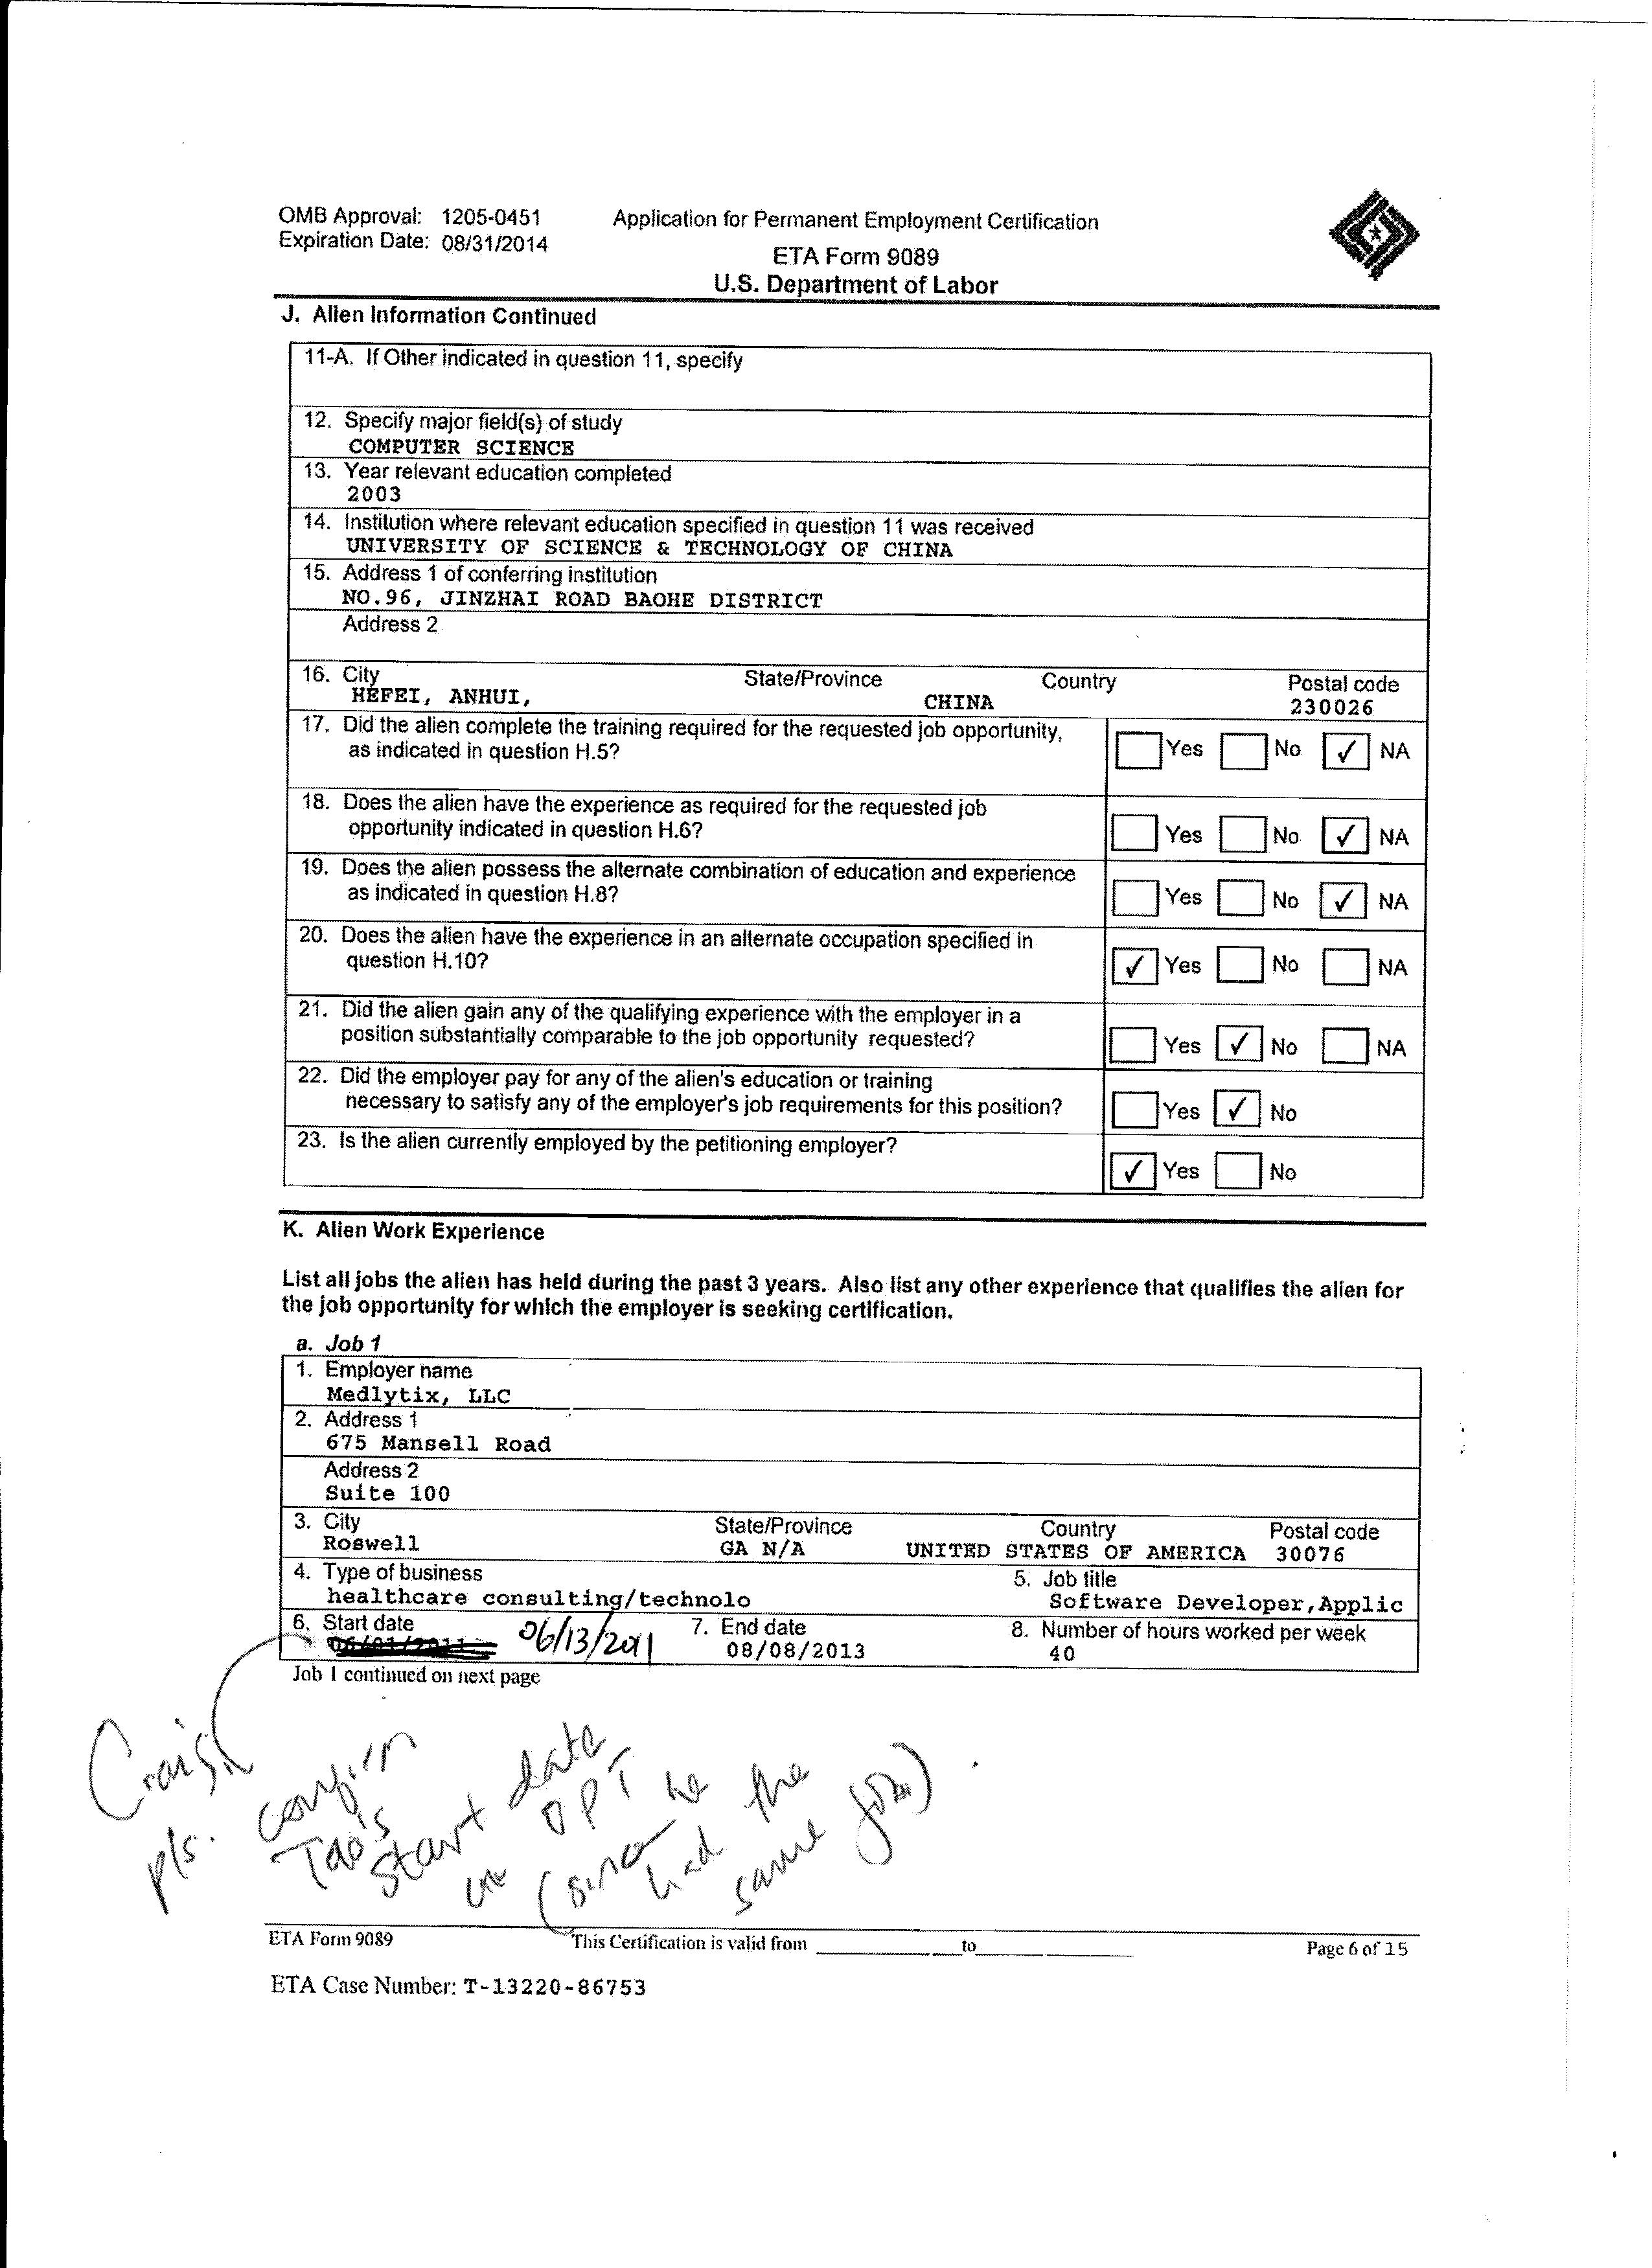 OMB Approval: 1205-0451
Expiration Date: 08/31/2014
Application for Permanent Employment Certification
ETA Form 9089
U.S. Department of Labor
J. Alien Information Continued
11-A. If Other indicated in question 11, specify
12. Specify major field(s) of study
COMPUTER SCIENCE
13. Year relevant education completed
2003
14. Institution where relevant education specified in question 11 was received
UNIVERSITY OF SCIENCE & TECHNOLOGY OF CHINA
15. Address 1 of conferring institution
NO.96, JINZHAI ROAD BAOHE DISTRICT
Address 2
16. City State/Province Country Postal code
HEFEI, ANHUI, CHINA 230026
17. Did the alien complete the training required for the requested job opportunity,
as indicated in question H.5? Yes No ✓ NA
18. Does the alien have the experience as required for the requested job
opportunity indicated in question H.6? Yes No ✓ NA
19. Does the alien possess the alternate combination of education and experience
as indicated in question H.8? Yes No ✓ NA
20. Does the alien have the experience in an alternate occupation specified in
question H.10? ✓ Yes No NA
21. Did the alien gain any of the qualifying experience with the employer in a
position substantially comparable to the job opportunity requested? Yes ✓ No NA
22. Did the employer pay for any of the alien's education or training
necessary to satisfy any of the employer's job requirements for this position? Yes ✓ No
23. Is the alien currently employed by the petitioning employer?
✓ Yes No
K. Alien Work Experience
List all jobs the alien has held during the past 3 years. Also list any other experience that qualifies the alien for
the job opportunity for which the employer is seeking certification.
a. Job 1
1. Employer name
Medlytix, LLC
2. Address 1
675 Mansell Road
Address 2
Suite 100
3. City State/Province Country Postal code
Roswell GA N/A UNITED STATES OF AMERICA 30076
4. Type of business 5. Job title
healthcare consulting/technolo Software Developer,Applic
6. Start date 7. End date 8. Number of hours worked per week
06/01/2011 06/13/2011 08/08/2013 40
Job 1 continued on next page
Craig
pls. confirm
Tao's
start date
on OPT
(since he
had the
same job).
ETA Form 9089 This Certification is valid from to Page 6 of 15
ETA Case Number: T-13220-86753